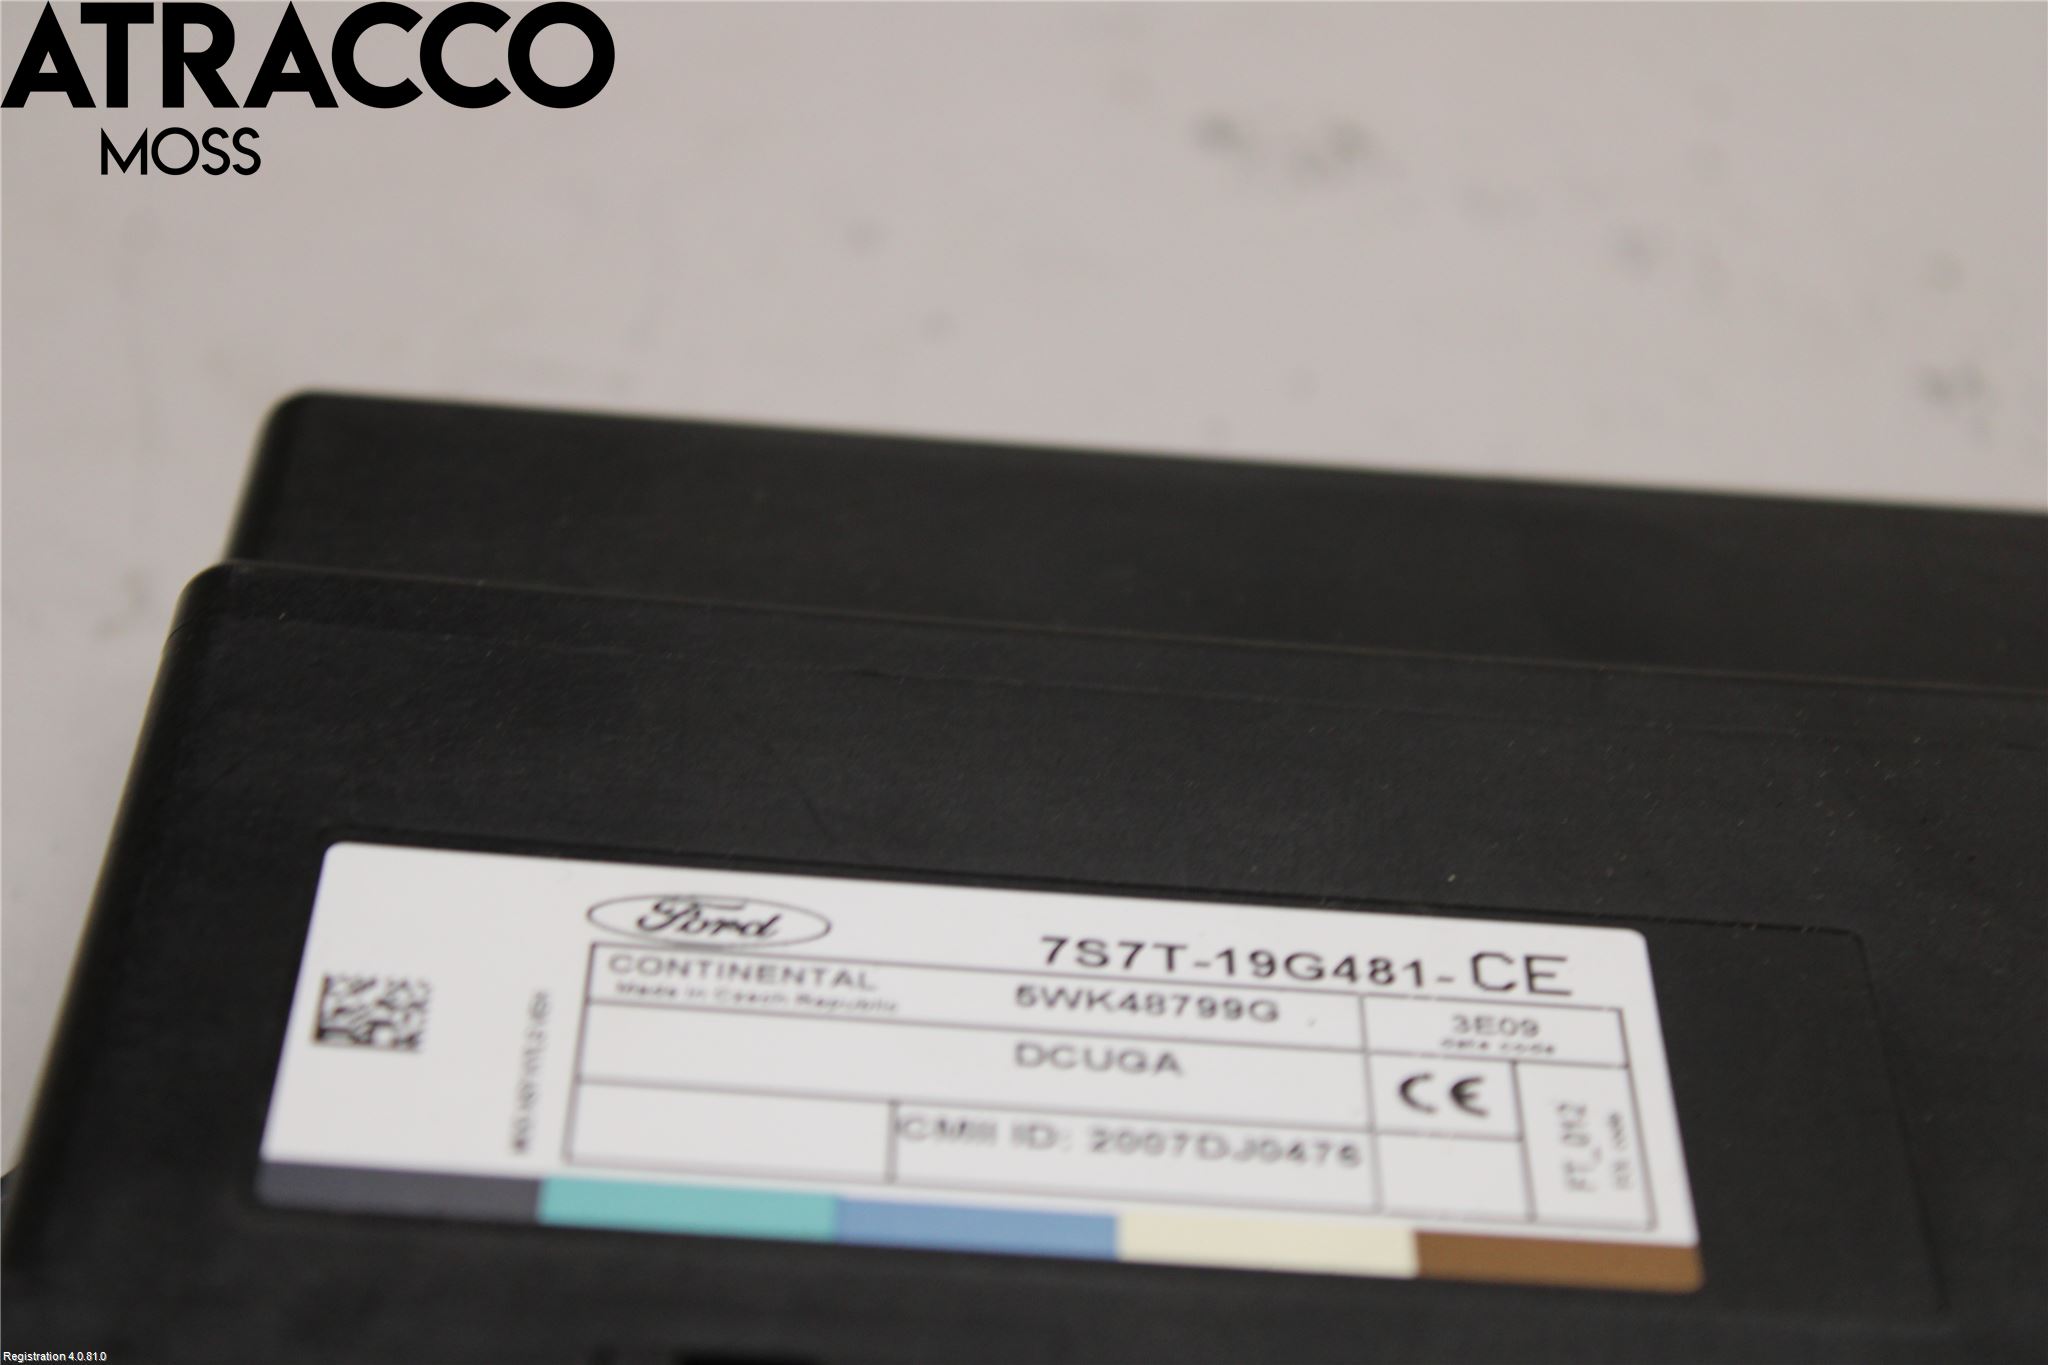 ATRACCO
MOSS
Ford
7S7T-19G481-CE
CONTINENTAL
Made in Czech Republic
5WK48799G
3E09
date code
DCUGA
CE
CMII ID: 2007DJ0476
FT_012
Registration 4.0.81.0